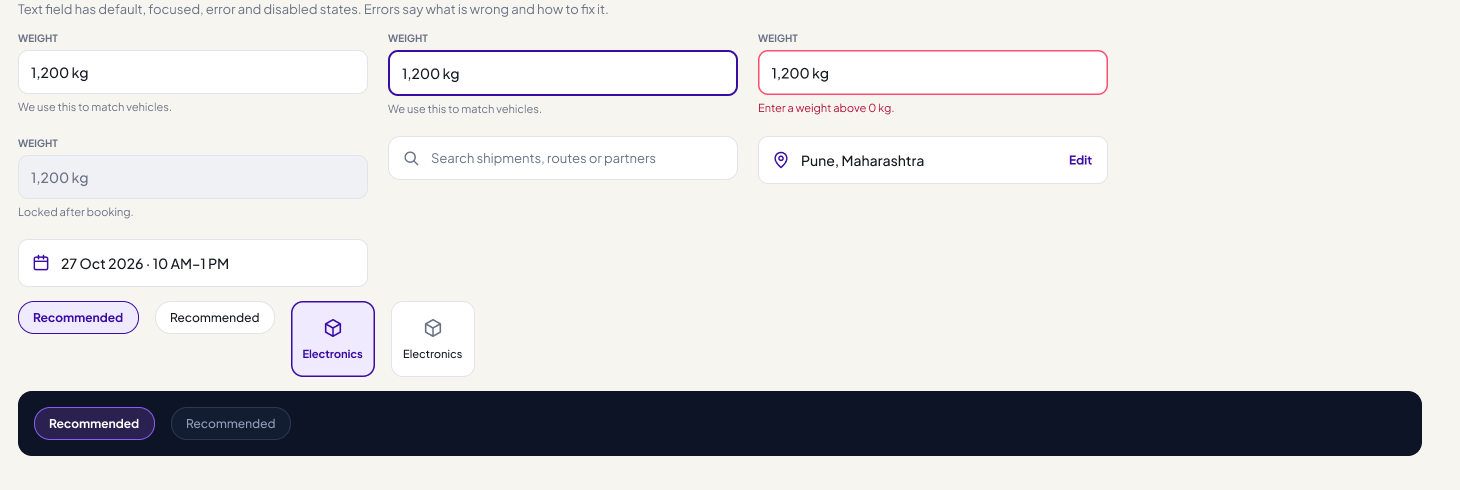 Text field has default, focused, error and disabled states. Errors say what is wrong and how to fix it.
WEIGHT
1,200 kg
We use this to match vehicles.
WEIGHT
1,200 kg
We use this to match vehicles.
WEIGHT
1,200 kg
Enter a weight above 0 kg.
WEIGHT
1,200 kg
Locked after booking.
Search shipments, routes or partners
Pune, Maharashtra
Edit
27 Oct 2026 · 10 AM–1 PM
Recommended
Recommended
Electronics
Electronics
Recommended
Recommended